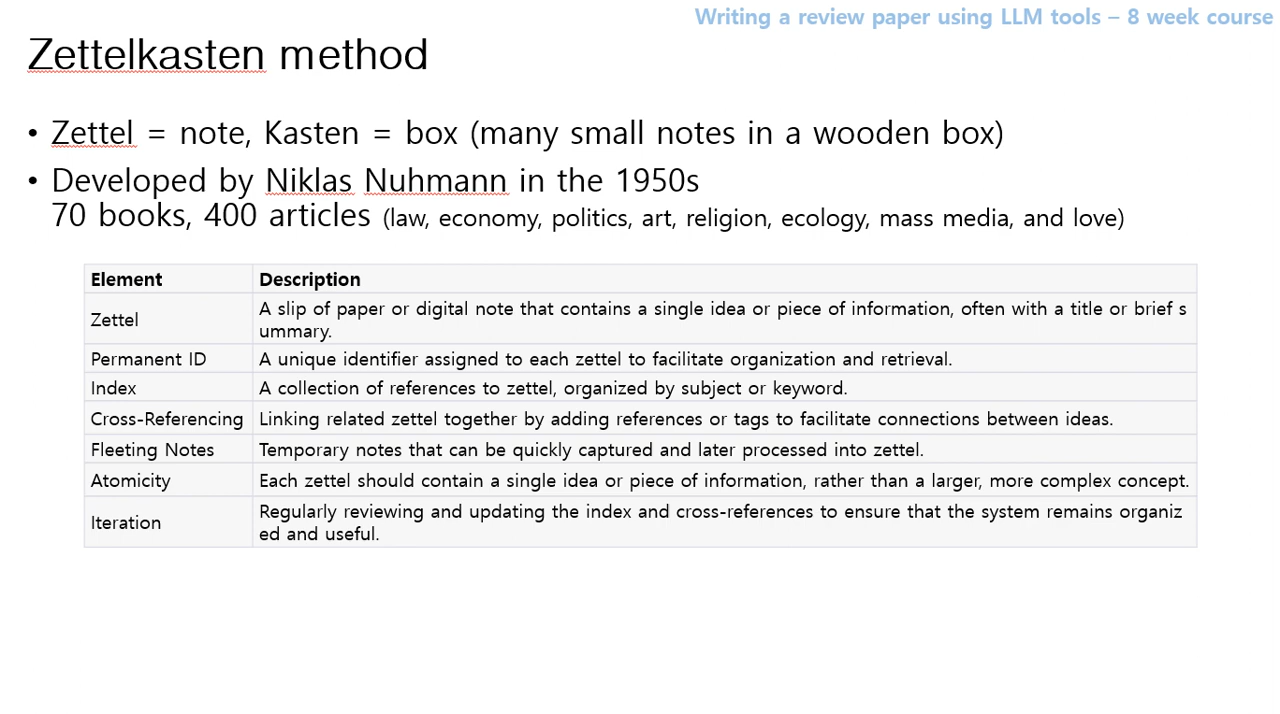 Writing a review paper using LLM tools – 8 week course
Zettelkasten method
• Zettel = note, Kasten = box (many small notes in a wooden box)
• Developed by Niklas Nuhmann in the 1950s
70 books, 400 articles (law, economy, politics, art, religion, ecology, mass media, and love)
Element Description
Zettel A slip of paper or digital note that contains a single idea or piece of information, often with a title or brief s
ummary.
Permanent ID A unique identifier assigned to each zettel to facilitate organization and retrieval.
Index A collection of references to zettel, organized by subject or keyword.
Cross-Referencing Linking related zettel together by adding references or tags to facilitate connections between ideas.
Fleeting Notes Temporary notes that can be quickly captured and later processed into zettel.
Atomicity Each zettel should contain a single idea or piece of information, rather than a larger, more complex concept.
Iteration Regularly reviewing and updating the index and cross-references to ensure that the system remains organiz
ed and useful.